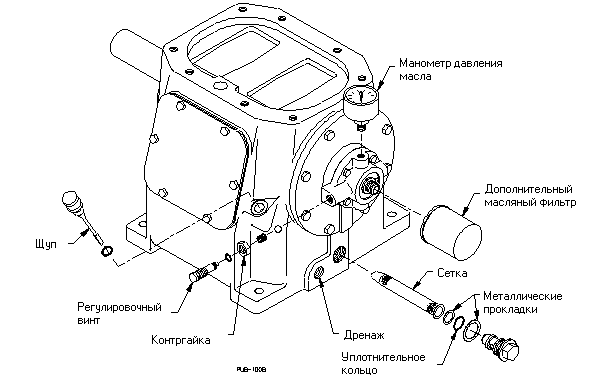 Манометр давления
масла
Дополнительный
масляный фильтр
Щуп
Сетка
Регулировочный
винт
Металлические
прокладки
Контргайка
Дренаж
Уплотнительное
кольцо
PUB-100B